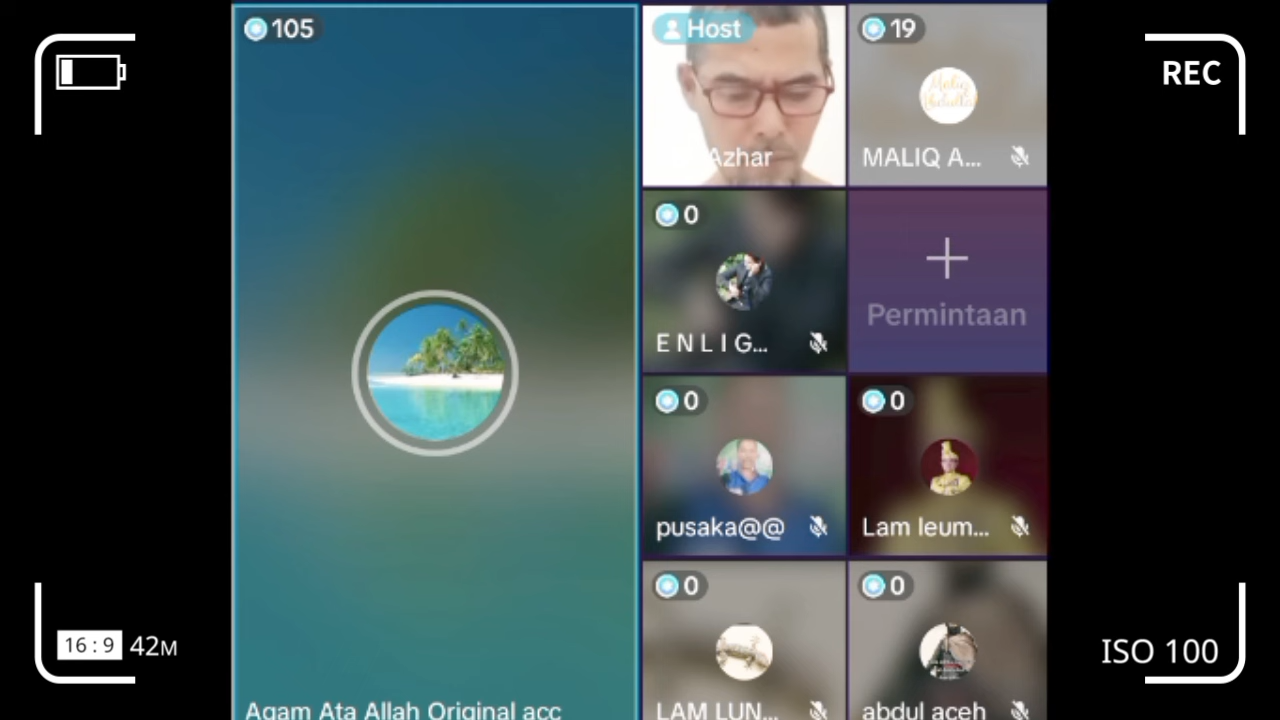 105
Host
19
REC
Azhar
MALIQ A...
0
E N L I G...
Permintaan
0
0
pusaka@@
Lam leum...
0
0
16:9 42M
ISO 100
Agam Ata Allah Original acc
LAM LUN...
abdul aceh